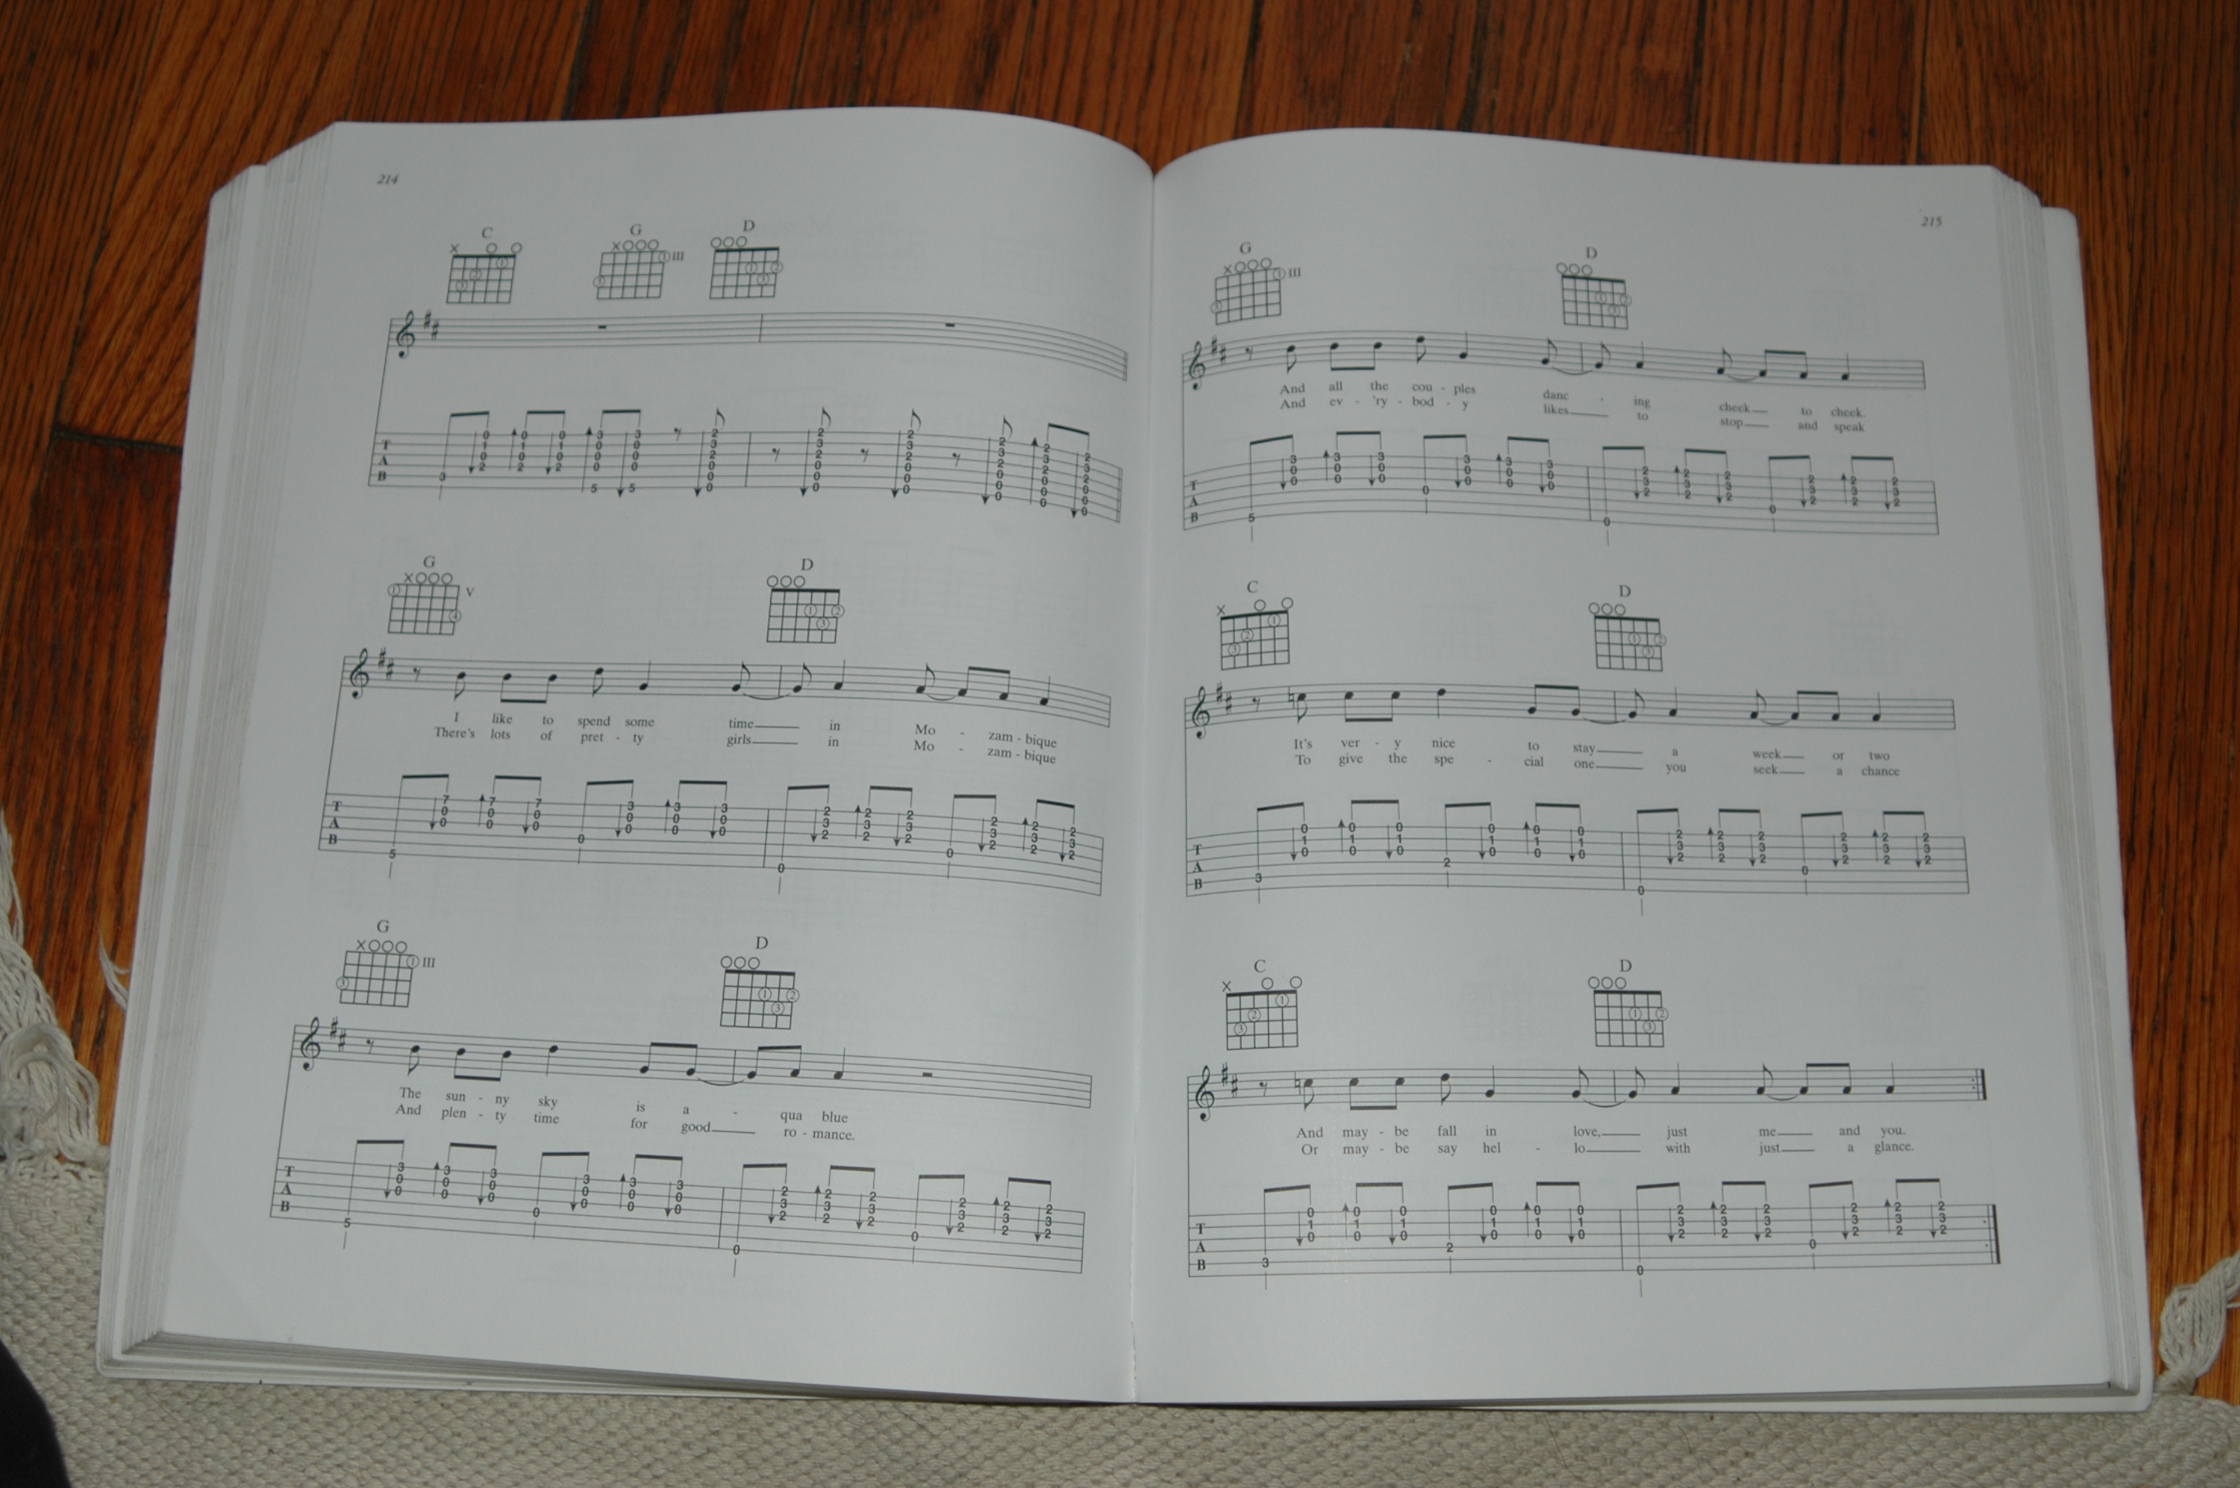 214
C G D
T
A
B
G V D
I like to spend some time in Mo - zam - bique
There's lots of pret - ty girls in Mo - zam - bique
T
A
B
G III D
The sun - ny sky is a - qua blue
And plen - ty time for good ro - mance.
T
A
B
215
G III D
And all the cou - ples danc - ing cheek to cheek.
And ev - 'ry - bod - y likes to stop and speak
T
A
B
C D
It's ver - y nice to stay a week or two
To give the spe - cial one you seek a chance
T
A
B
C D
And may - be fall in love, just me and you.
Or may - be say hel - lo with just a glance.
T
A
B